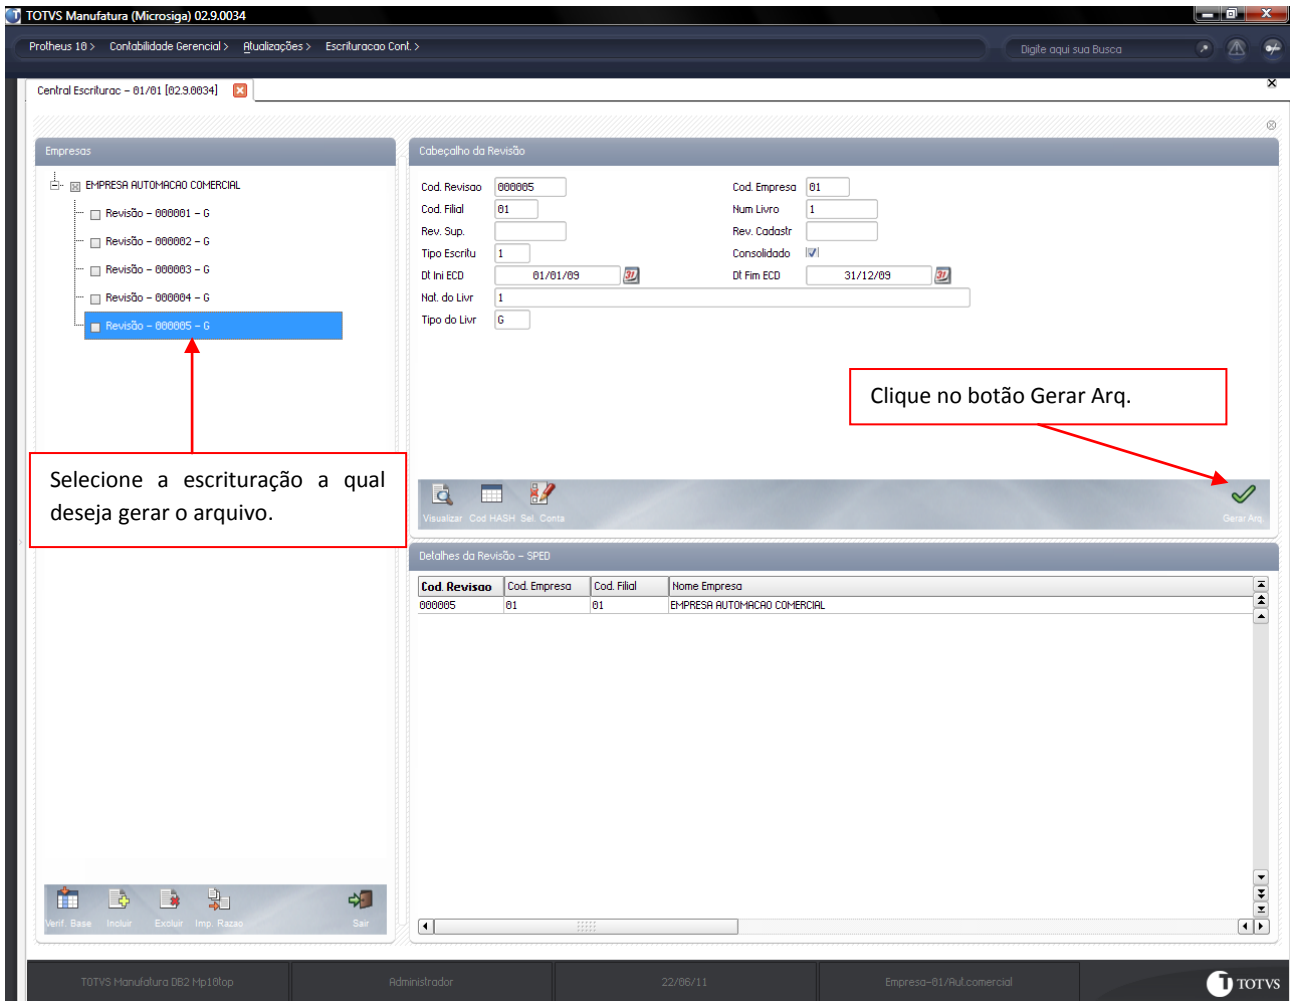 TOTVS Manufatura (Microsiga) 02.9.0034
Protheus 10 > Contabilidade Gerencial > Atualizações > Escrituracao Cont. >
Digite aqui sua Busca
Central Escriturac - 01/01 [02.9.0034]
Empresas
EMPRESA AUTOMACAO COMERCIAL
Revisão - 000001 - G
Revisão - 000002 - G
Revisão - 000003 - G
Revisão - 000004 - G
Revisão - 000005 - G
Selecione a escrituração a qual
deseja gerar o arquivo.
Verif. Base Incluir Excluir Imp. Razao Sair
Cabeçalho da Revisão
Cod. Revisao 000005 Cod. Empresa 01
Cod. Filial 01 Num Livro 1
Rev. Sup. Rev. Cadastr
Tipo Escritu 1 Consolidado
Dt Ini ECD 01/01/09 31 Dt Fim ECD 31/12/09 31
Nat. do Livr 1
Tipo do Livr G
Clique no botão Gerar Arq.
Visualizar Cod HASH Sel. Conta Gerar Arq.
Detalhes da Revisão - SPED
Cod. Revisao Cod. Empresa Cod. Filial Nome Empresa
000005 01 01 EMPRESA AUTOMACAO COMERCIAL
TOTVS Manufatura DB2 Mp10top Administrador 22/06/11 Empresa-01/Aut.comercial TOTVS